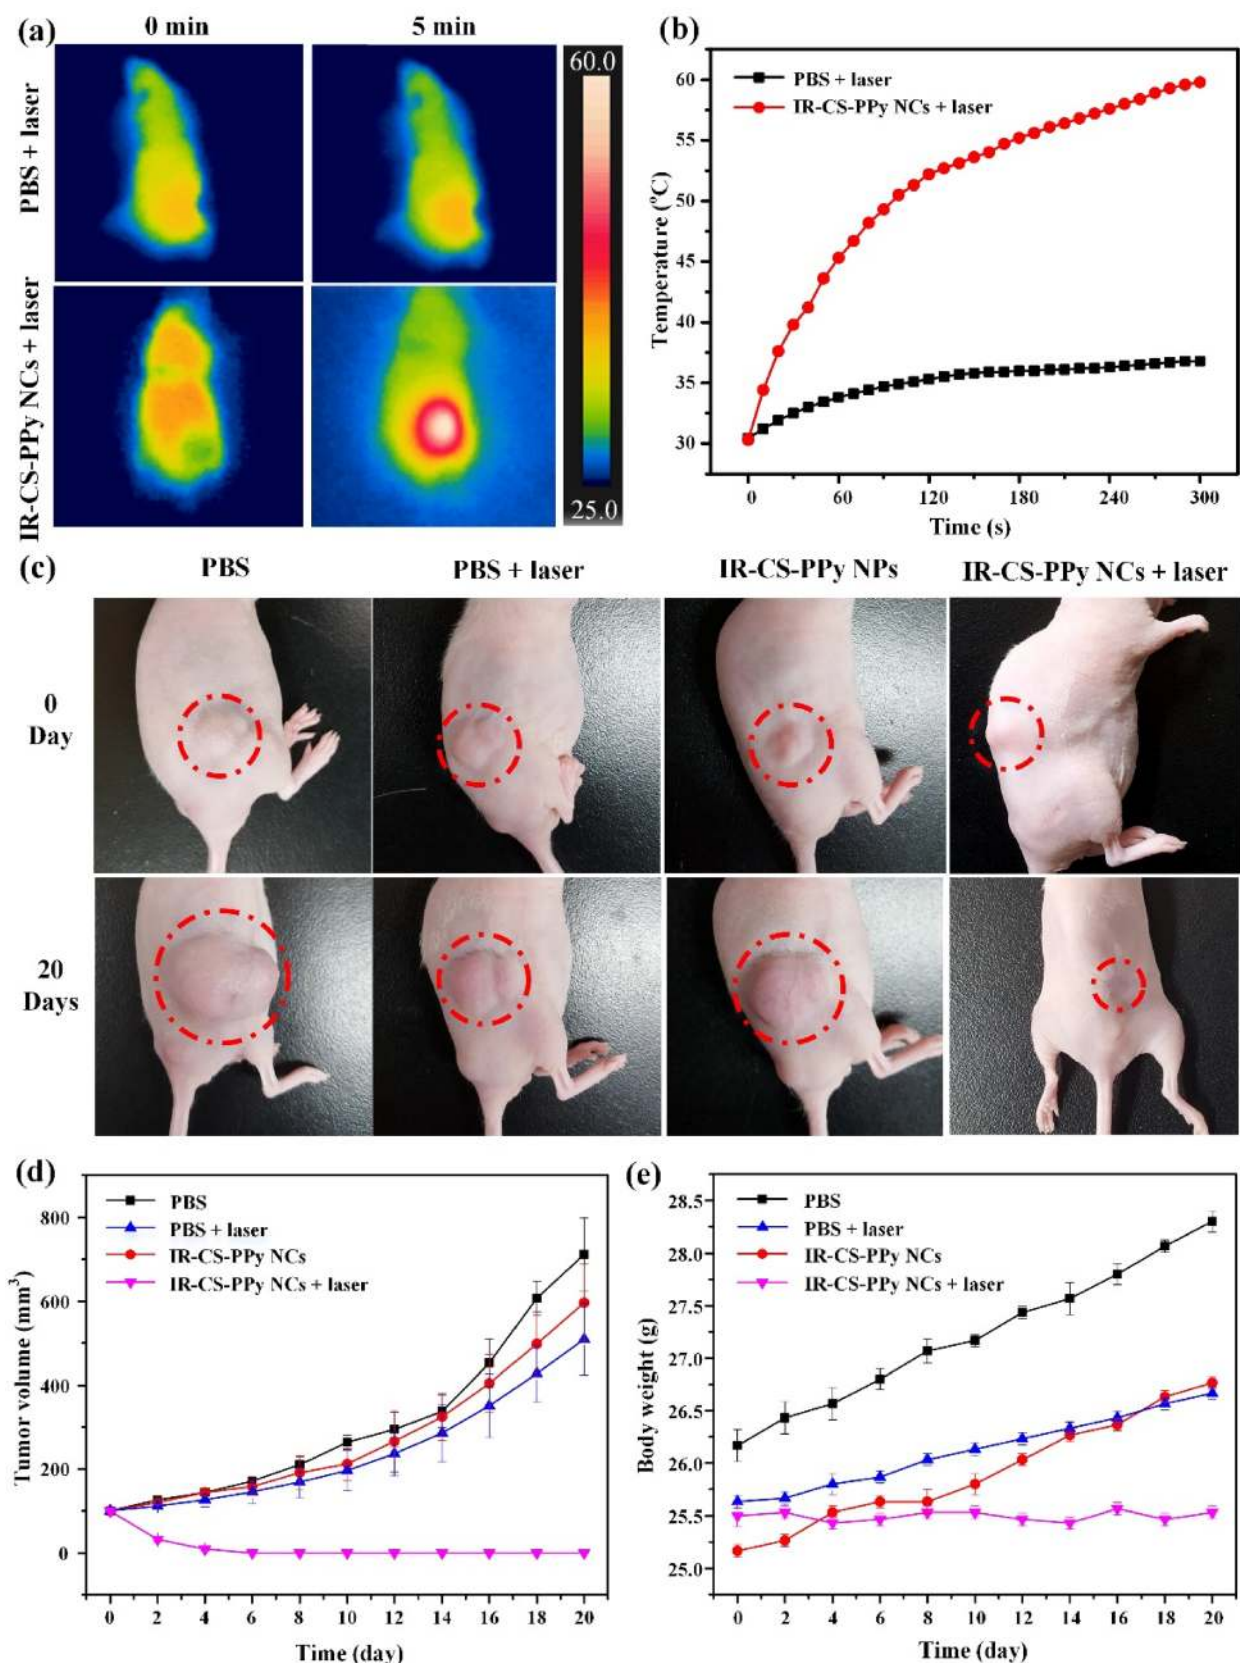 (a)
0 min
5 min
PBS + laser
IR-CS-PPy NCs + laser
60.0
25.0
(b)
PBS + laser
IR-CS-PPy NCs + laser
Temperature (°C)
60
55
50
45
40
35
30
0 60 120 180 240 300
Time (s)
(c)
PBS
PBS + laser
IR-CS-PPy NPs
IR-CS-PPy NCs + laser
0
Day
20
Days
(d)
PBS
PBS + laser
IR-CS-PPy NCs
IR-CS-PPy NCs + laser
Tumor volume (mm³)
800
600
400
200
0
0 2 4 6 8 10 12 14 16 18 20
Time (day)
(e)
PBS
PBS + laser
IR-CS-PPy NCs
IR-CS-PPy NCs + laser
Body weight (g)
28.5
28.0
27.5
27.0
26.5
26.0
25.5
25.0
0 2 4 6 8 10 12 14 16 18 20
Time (day)